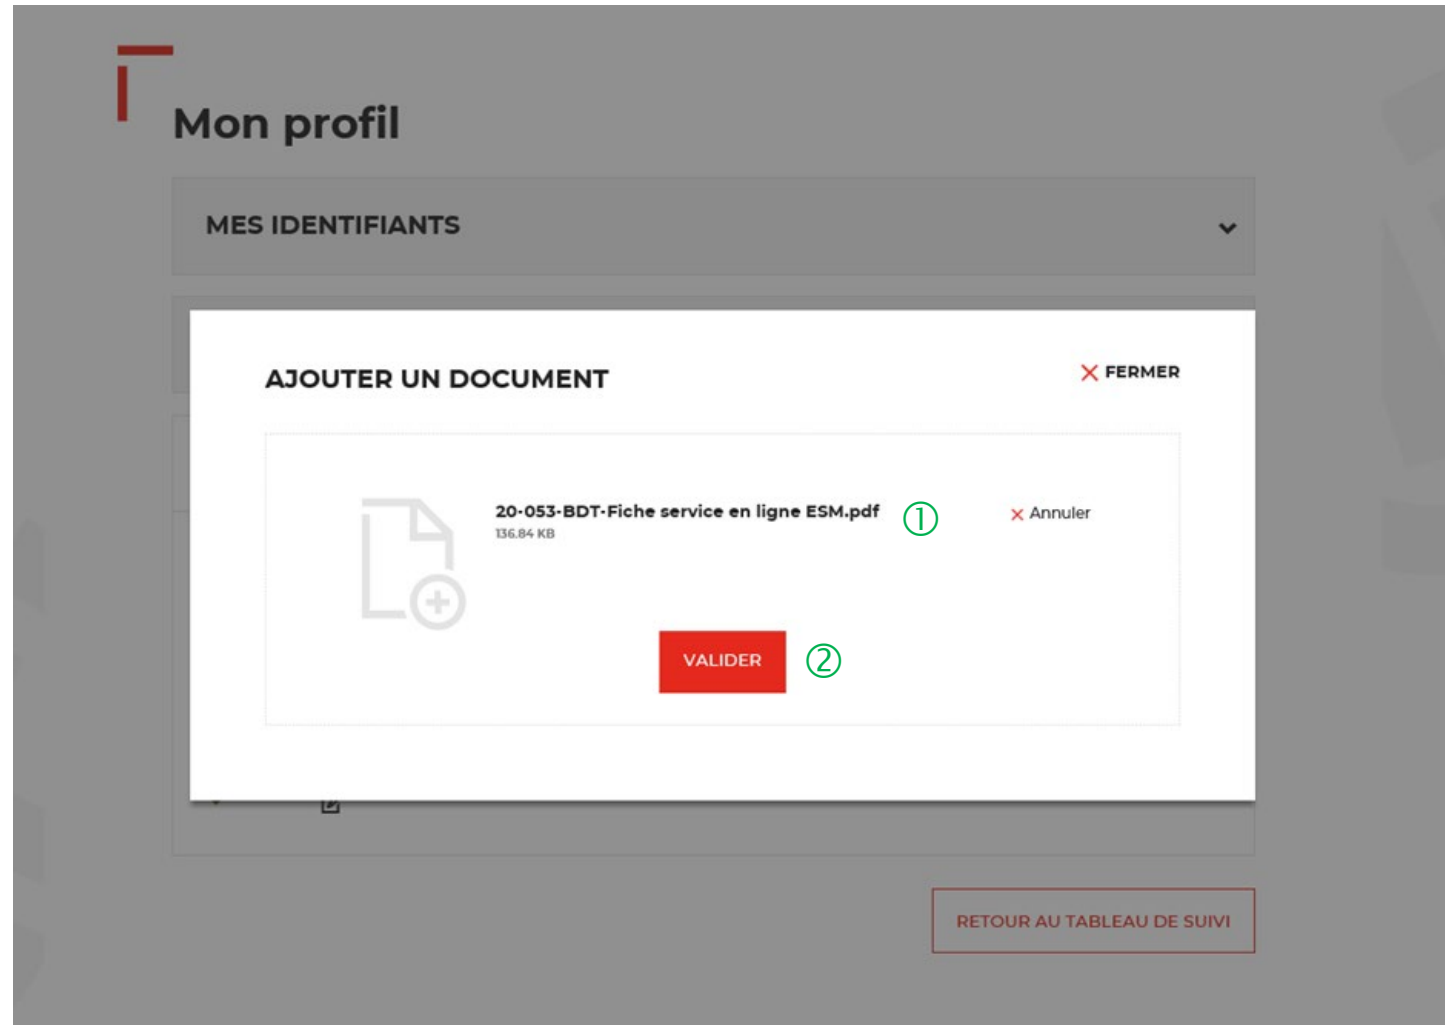 Mon profil
MES IDENTIFIANTS
AJOUTER UN DOCUMENT
FERMER
20-053-BDT-Fiche service en ligne ESM.pdf ①
Annuler
136.84 KB
VALIDER ②
RETOUR AU TABLEAU DE SUIVI